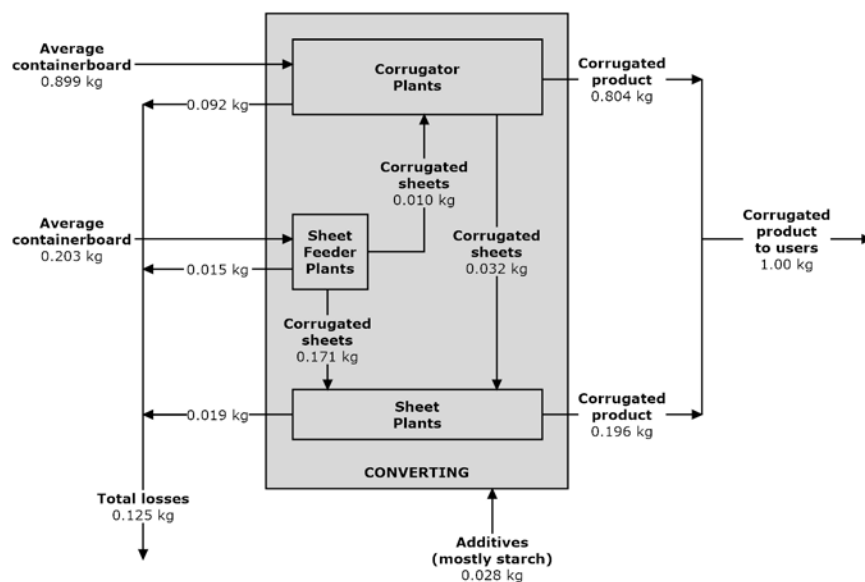 Average
containerboard
0.899 kg
Corrugator
Plants
Corrugated
product
0.804 kg
0.092 kg
Corrugated
sheets
0.010 kg
Average
containerboard
0.203 kg
Sheet
Feeder
Plants
Corrugated
sheets
0.032 kg
Corrugated
product
to users
1.00 kg
0.015 kg
Corrugated
sheets
0.171 kg
0.019 kg
Sheet
Plants
Corrugated
product
0.196 kg
CONVERTING
Total losses
0.125 kg
Additives
(mostly starch)
0.028 kg